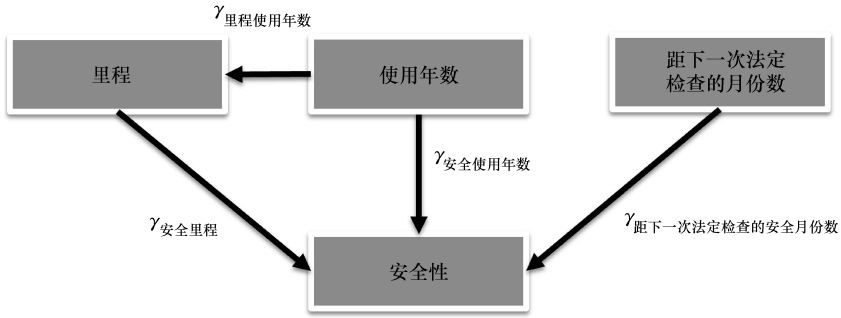 γ里程使用年数
里程
使用年数
距下一次法定
检查的月份数
γ安全使用年数
γ安全里程
γ距下一次法定检查的安全月份数
安全性